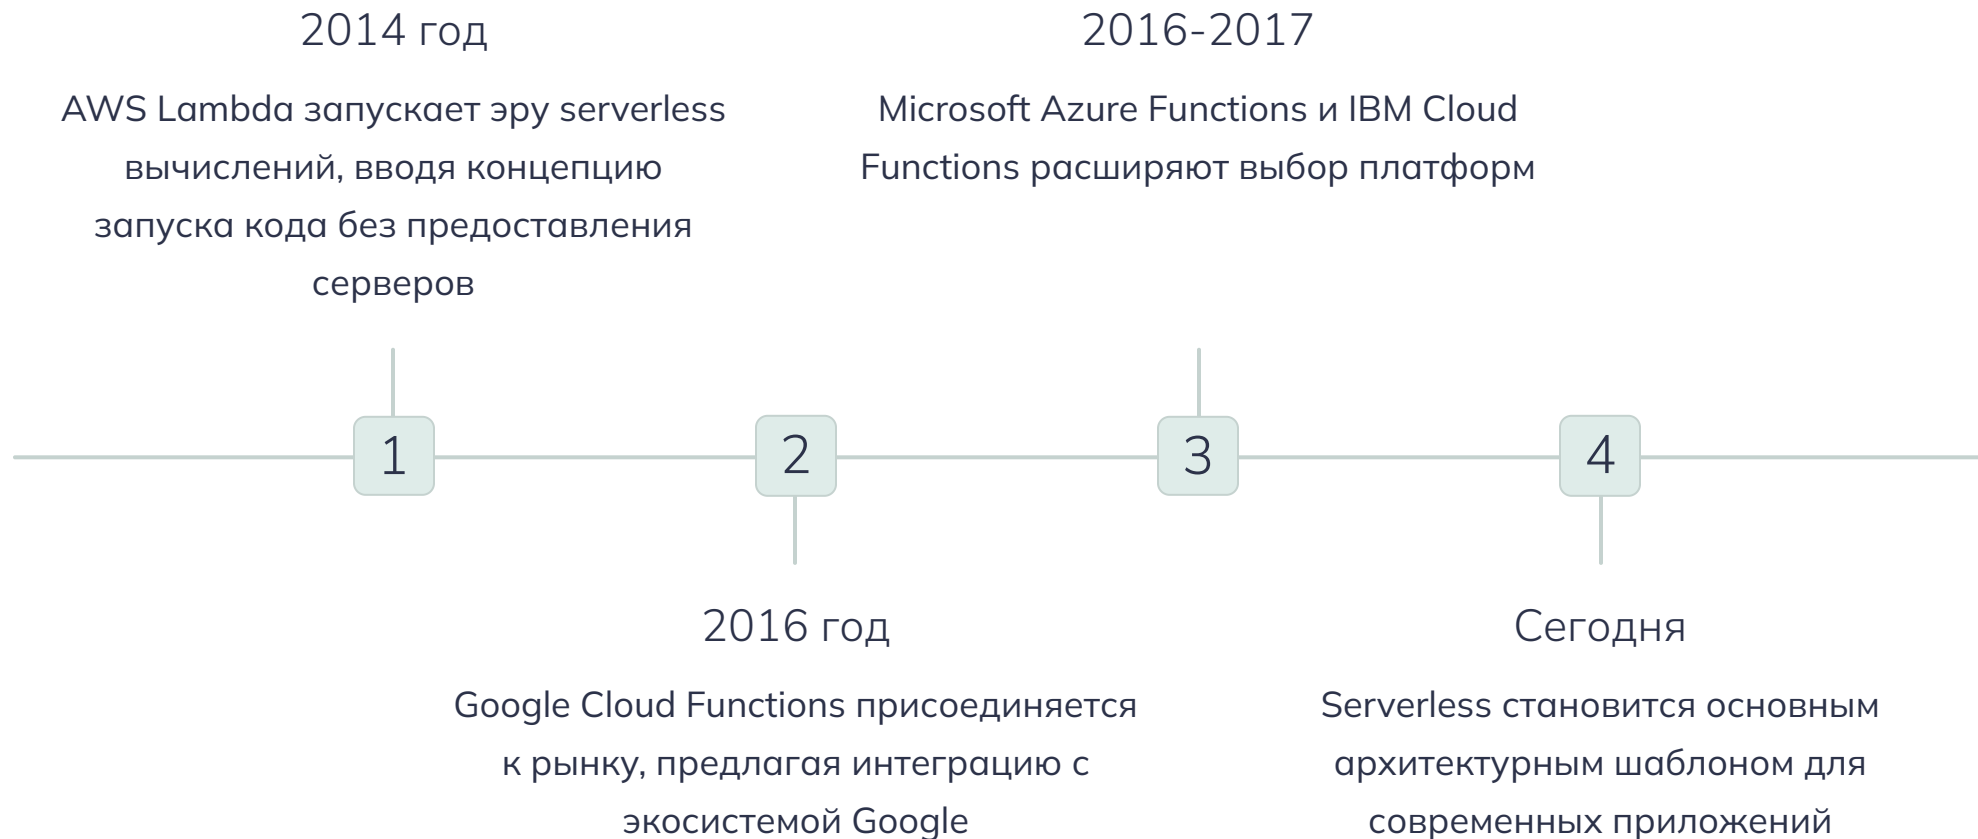 2014 год
AWS Lambda запускает эру serverless
вычислений, вводя концепцию
запуска кода без предоставления
серверов
2016-2017
Microsoft Azure Functions и IBM Cloud
Functions расширяют выбор платформ
1
2
3
4
2016 год
Google Cloud Functions присоединяется
к рынку, предлагая интеграцию с
экосистемой Google
Сегодня
Serverless становится основным
архитектурным шаблоном для
современных приложений